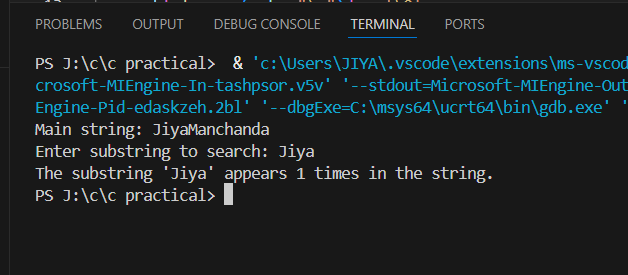 PROBLEMS OUTPUT DEBUG CONSOLE TERMINAL PORTS
PS J:\c\c practical> & 'c:\Users\JIYA\.vscode\extensions\ms-vscod
crosoft-MIEngine-In-tashpsor.v5v' '--stdout=Microsoft-MIEngine-Out
Engine-Pid-edaskzeh.2bl' '--dbgExe=C:\msys64\ucrt64\bin\gdb.exe' '
Main string: JiyaManchanda
Enter substring to search: Jiya
The substring 'Jiya' appears 1 times in the string.
PS J:\c\c practical>